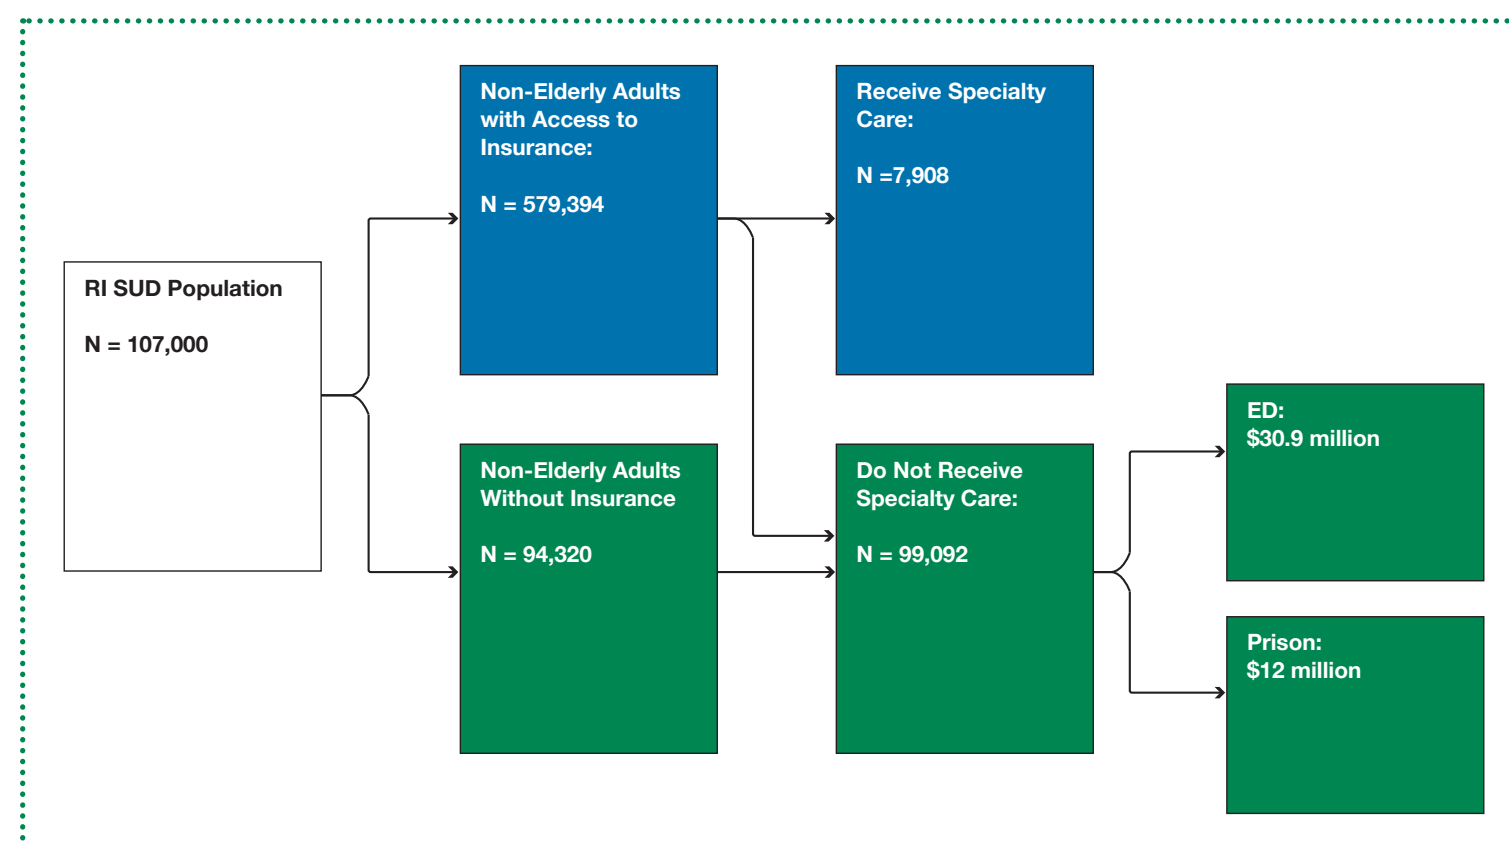 RI SUD Population
N = 107,000
Non-Elderly Adults
with Access to
Insurance:
N = 579,394
Non-Elderly Adults
Without Insurance
N = 94,320
Receive Specialty
Care:
N =7,908
Do Not Receive
Specialty Care:
N = 99,092
ED:
$30.9 million
Prison:
$12 million